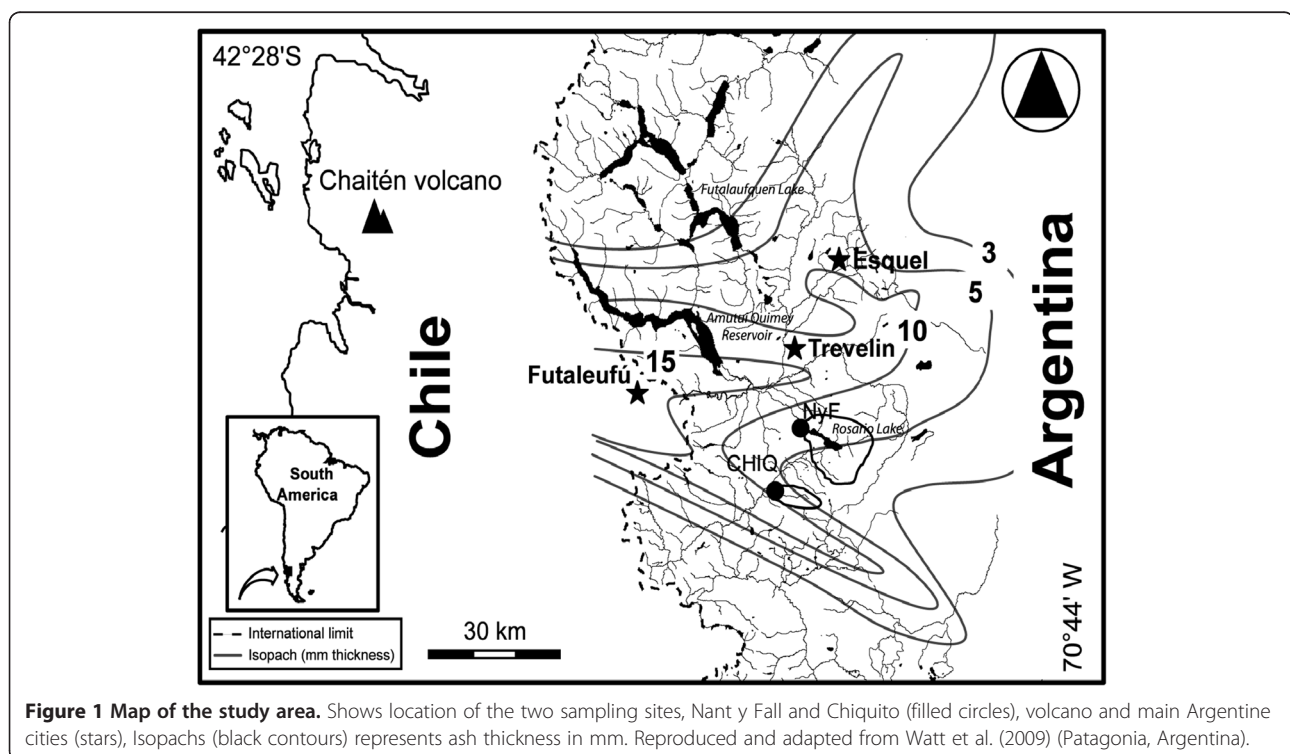 42°28'S
Chaitén volcano
Futalaufquen Lake
Esquel
3
5
Amutui Quimey
Reservoir
10
Trevelin
15
Futaleufú
Chile
Argentina
NyF
Rosario Lake
CHIQ
South
America
International limit
Isopach (mm thickness)
30 km
70°44' W
Figure 1 Map of the study area. Shows location of the two sampling sites, Nant y Fall and Chiquito (filled circles), volcano and main Argentine
cities (stars), Isopachs (black contours) represents ash thickness in mm. Reproduced and adapted from Watt et al. (2009) (Patagonia, Argentina).